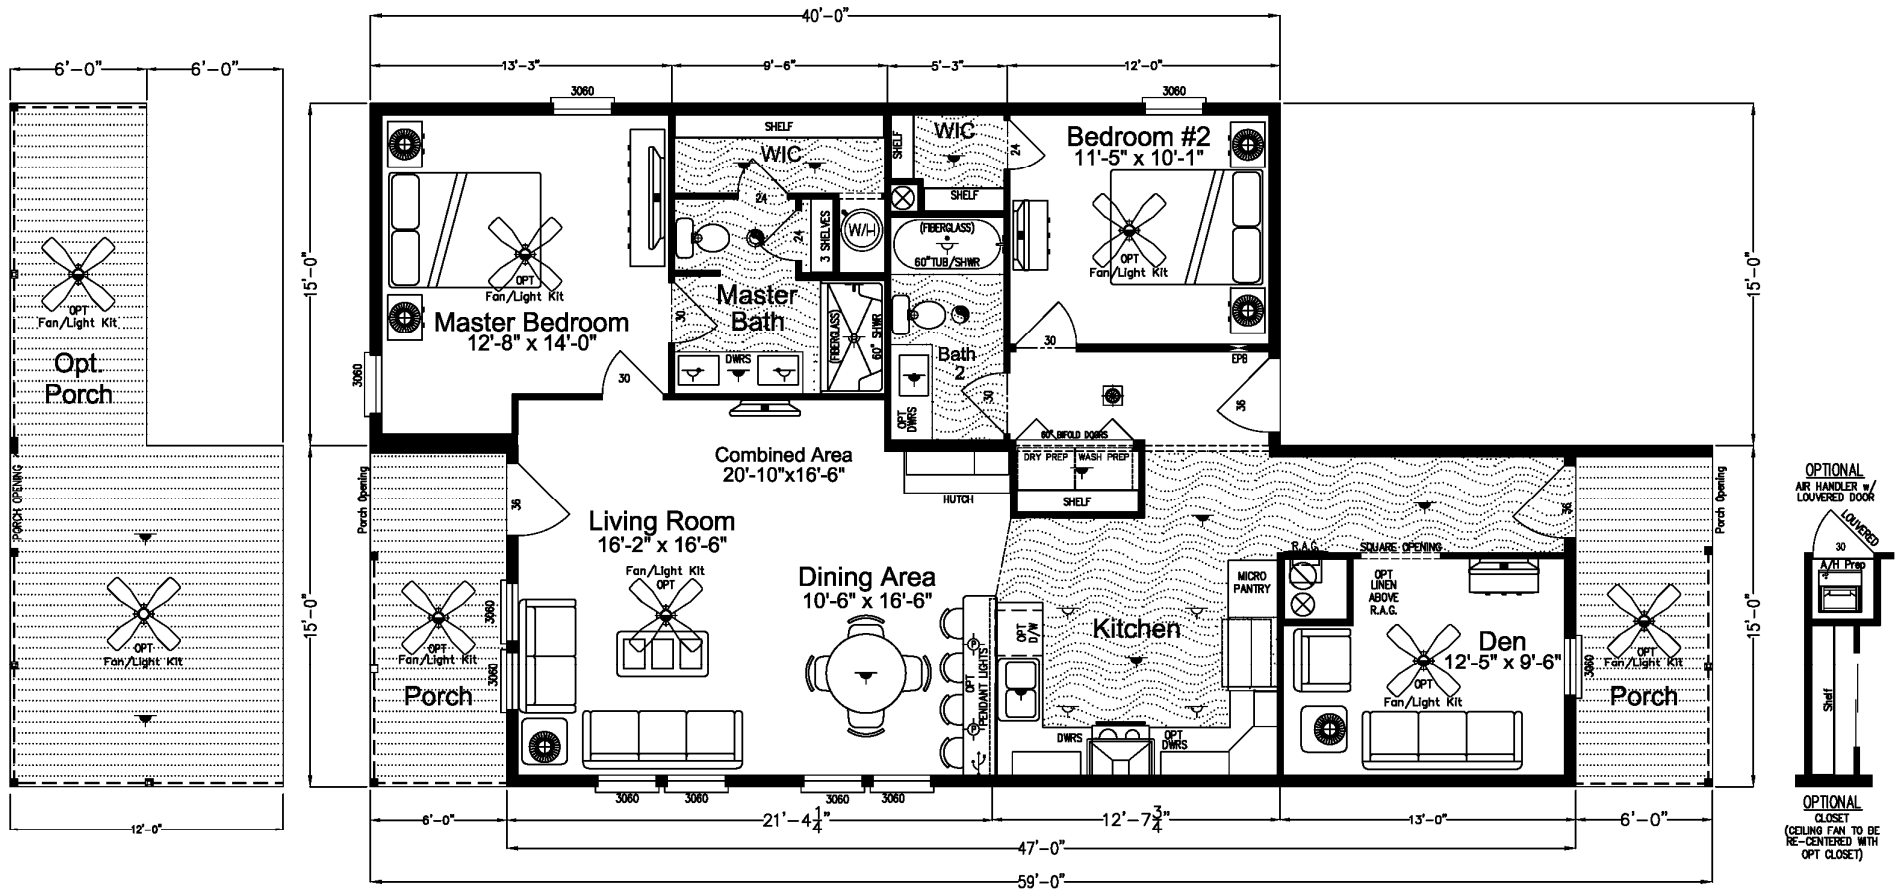 40'-0"
6'-0"
6'-0"
13'-3"
9'-6"
5'-3"
12'-0"
3060
3060
SHELF
WIC
SHELF
WIC
24
Bedroom #2
11'-5" x 10'-1"
SHELF
24
24
3 SHELVES
W/H
(FIBERGLASS)
60"TUB/SHWR
OPT
Fan/Light Kit
OPT
Fan/Light Kit
OPT
Fan/Light Kit
15'-0"
15'-0"
Master
Bath
30
(FIBERGLASS)
60" SHWR
Master Bedroom
12'-8" x 14'-0"
Opt.
Porch
3060
30
DWRS
Bath
2
OPT
DWRS
30
30
EPB
36
60" BIFOLD DOORS
DRY PREP
WASH PREP
SHELF
HUTCH
Combined Area
20'-10"x16'-6"
PORCH OPENING
Porch Opening
36
Living Room
16'-2" x 16'-6"
Fan/Light Kit
OPT
Dining Area
10'-6" x 16'-6"
R.A.G.
SQUARE OPENING
36
Porch Opening
OPTIONAL
AIR HANDLER w/
LOUVERED DOOR
LOUVERED
30
A/H Prep
MICRO
PANTRY
OPT
LINEN
ABOVE
R.A.G.
15'-0"
15'-0"
3060
3060
OPT
Fan/Light Kit
OPT
Fan/Light Kit
Porch
OPT
D/W
Kitchen
OPT
PENDANT LIGHTS
P
P
Den
12'-5" x 9'-6"
OPT
Fan/Light Kit
3060
OPT
Fan/Light Kit
Porch
Shelf
DWRS
OPT
DWRS
3060
3060
3060
3060
12'-0"
6'-0"
21'-4 1/4"
12'-7 3/4"
13'-0"
6'-0"
47'-0"
59'-0"
OPTIONAL
CLOSET
(CEILING FAN TO BE
RE-CENTERED WITH
OPT CLOSET)